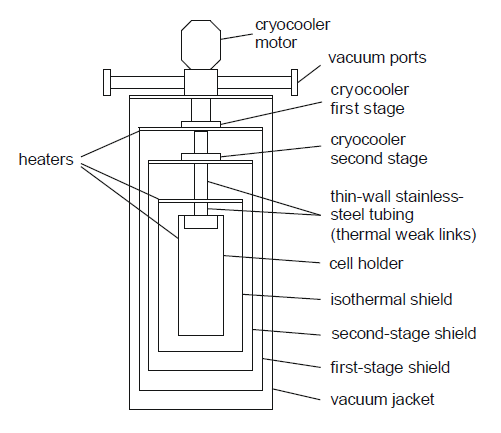 cryocooler
motor
vacuum ports
cryocooler
first stage
cryocooler
second stage
heaters
thin-wall stainless-
steel tubing
(thermal weak links)
cell holder
isothermal shield
second-stage shield
first-stage shield
vacuum jacket